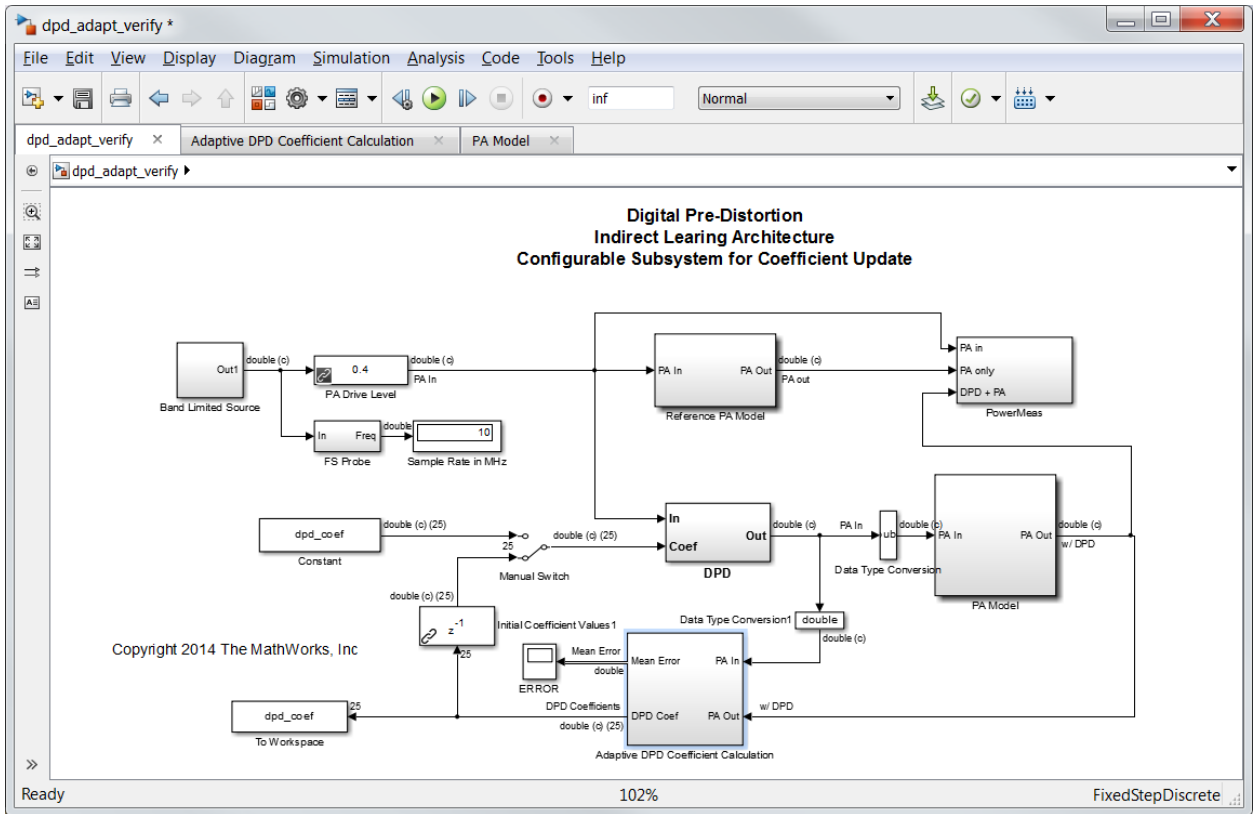 dpd_adapt_verify *
File Edit View Display Diagram Simulation Analysis Code Tools Help
inf Normal
dpd_adapt_verify Adaptive DPD Coefficient Calculation PA Model
dpd_adapt_verify
Digital Pre-Distortion
Indirect Learing Architecture
Configurable Subsystem for Coefficient Update
Out1
double (c)
Band Limited Source
0.4
double (c)
PA In
PA Drive Level
In Freq
double
FS Probe
10
Sample Rate in MHz
PA In PA Out
double (c)
PA out
Reference PA Model
PA in
PA only
DPD + PA
PowerMeas
dpd_coef
double (c) (25)
Constant
25
double (c) (25)
Manual Switch
In
Coef
Out
DPD
double (c)
PA In
ub
double (c)
Data Type Conversion
PA In PA Out
double (c)
w/ DPD
PA Model
double (c) (25)
z-1
Initial Coefficient Values1
25
Data Type Conversion1 double
double (c)
Copyright 2014 The MathWorks, Inc
Mean Error
double
ERROR
Mean Error PA In
DPD Coefficients
double (c) (25)
DPD Coef PA Out
w/ DPD
Adaptive DPD Coefficient Calculation
dpd_coef
25
To Workspace
Ready 102% FixedStepDiscrete